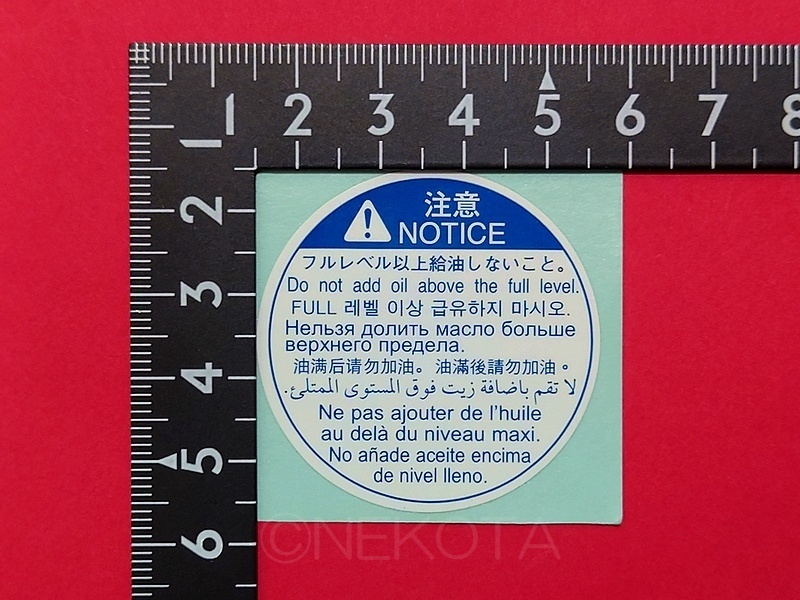 1 2 3 4 5 6 7 8
1
2
3
4
5
6
注意
NOTICE
フルレベル以上給油しないこと。
Do not add oil above the full level.
FULL 레벨 이상 급유하지 마시오.
Нельзя долить масло больше
верхнего предела.
油满后请勿加油。 油滿後請勿加油。
لا تقم باضافة زيت فوق المستوى الممتلئ.
Ne pas ajouter de l'huile
au delà du niveau maxi.
No añade aceite encima
de nivel lleno.
©NEKOTA